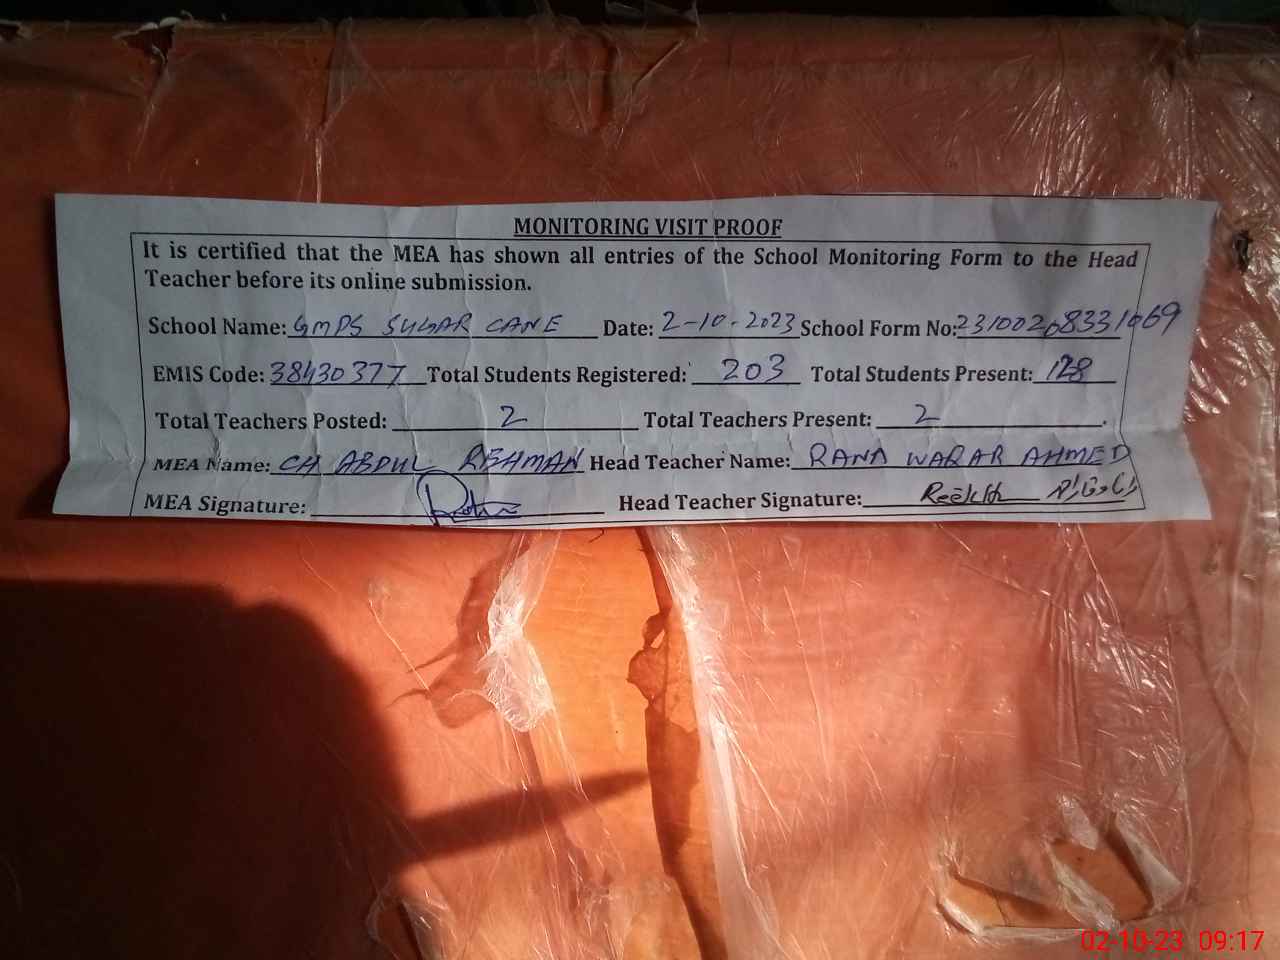 MONITORING VISIT PROOF
It is certified that the MEA has shown all entries of the School Monitoring Form to the Head
Teacher before its online submission.
School Name: GMPS SUGAR CANE Date: 2-10-2023 School Form No: 23100268331069
EMIS Code: 38430377 Total Students Registered: 203 Total Students Present: 128
Total Teachers Posted: 2 Total Teachers Present: 2.
MEA Name: CH ABDUL REHMAN Head Teacher Name: RANA WAQAR AHMED
MEA Signature: Head Teacher Signature:
02-10-23 09:17